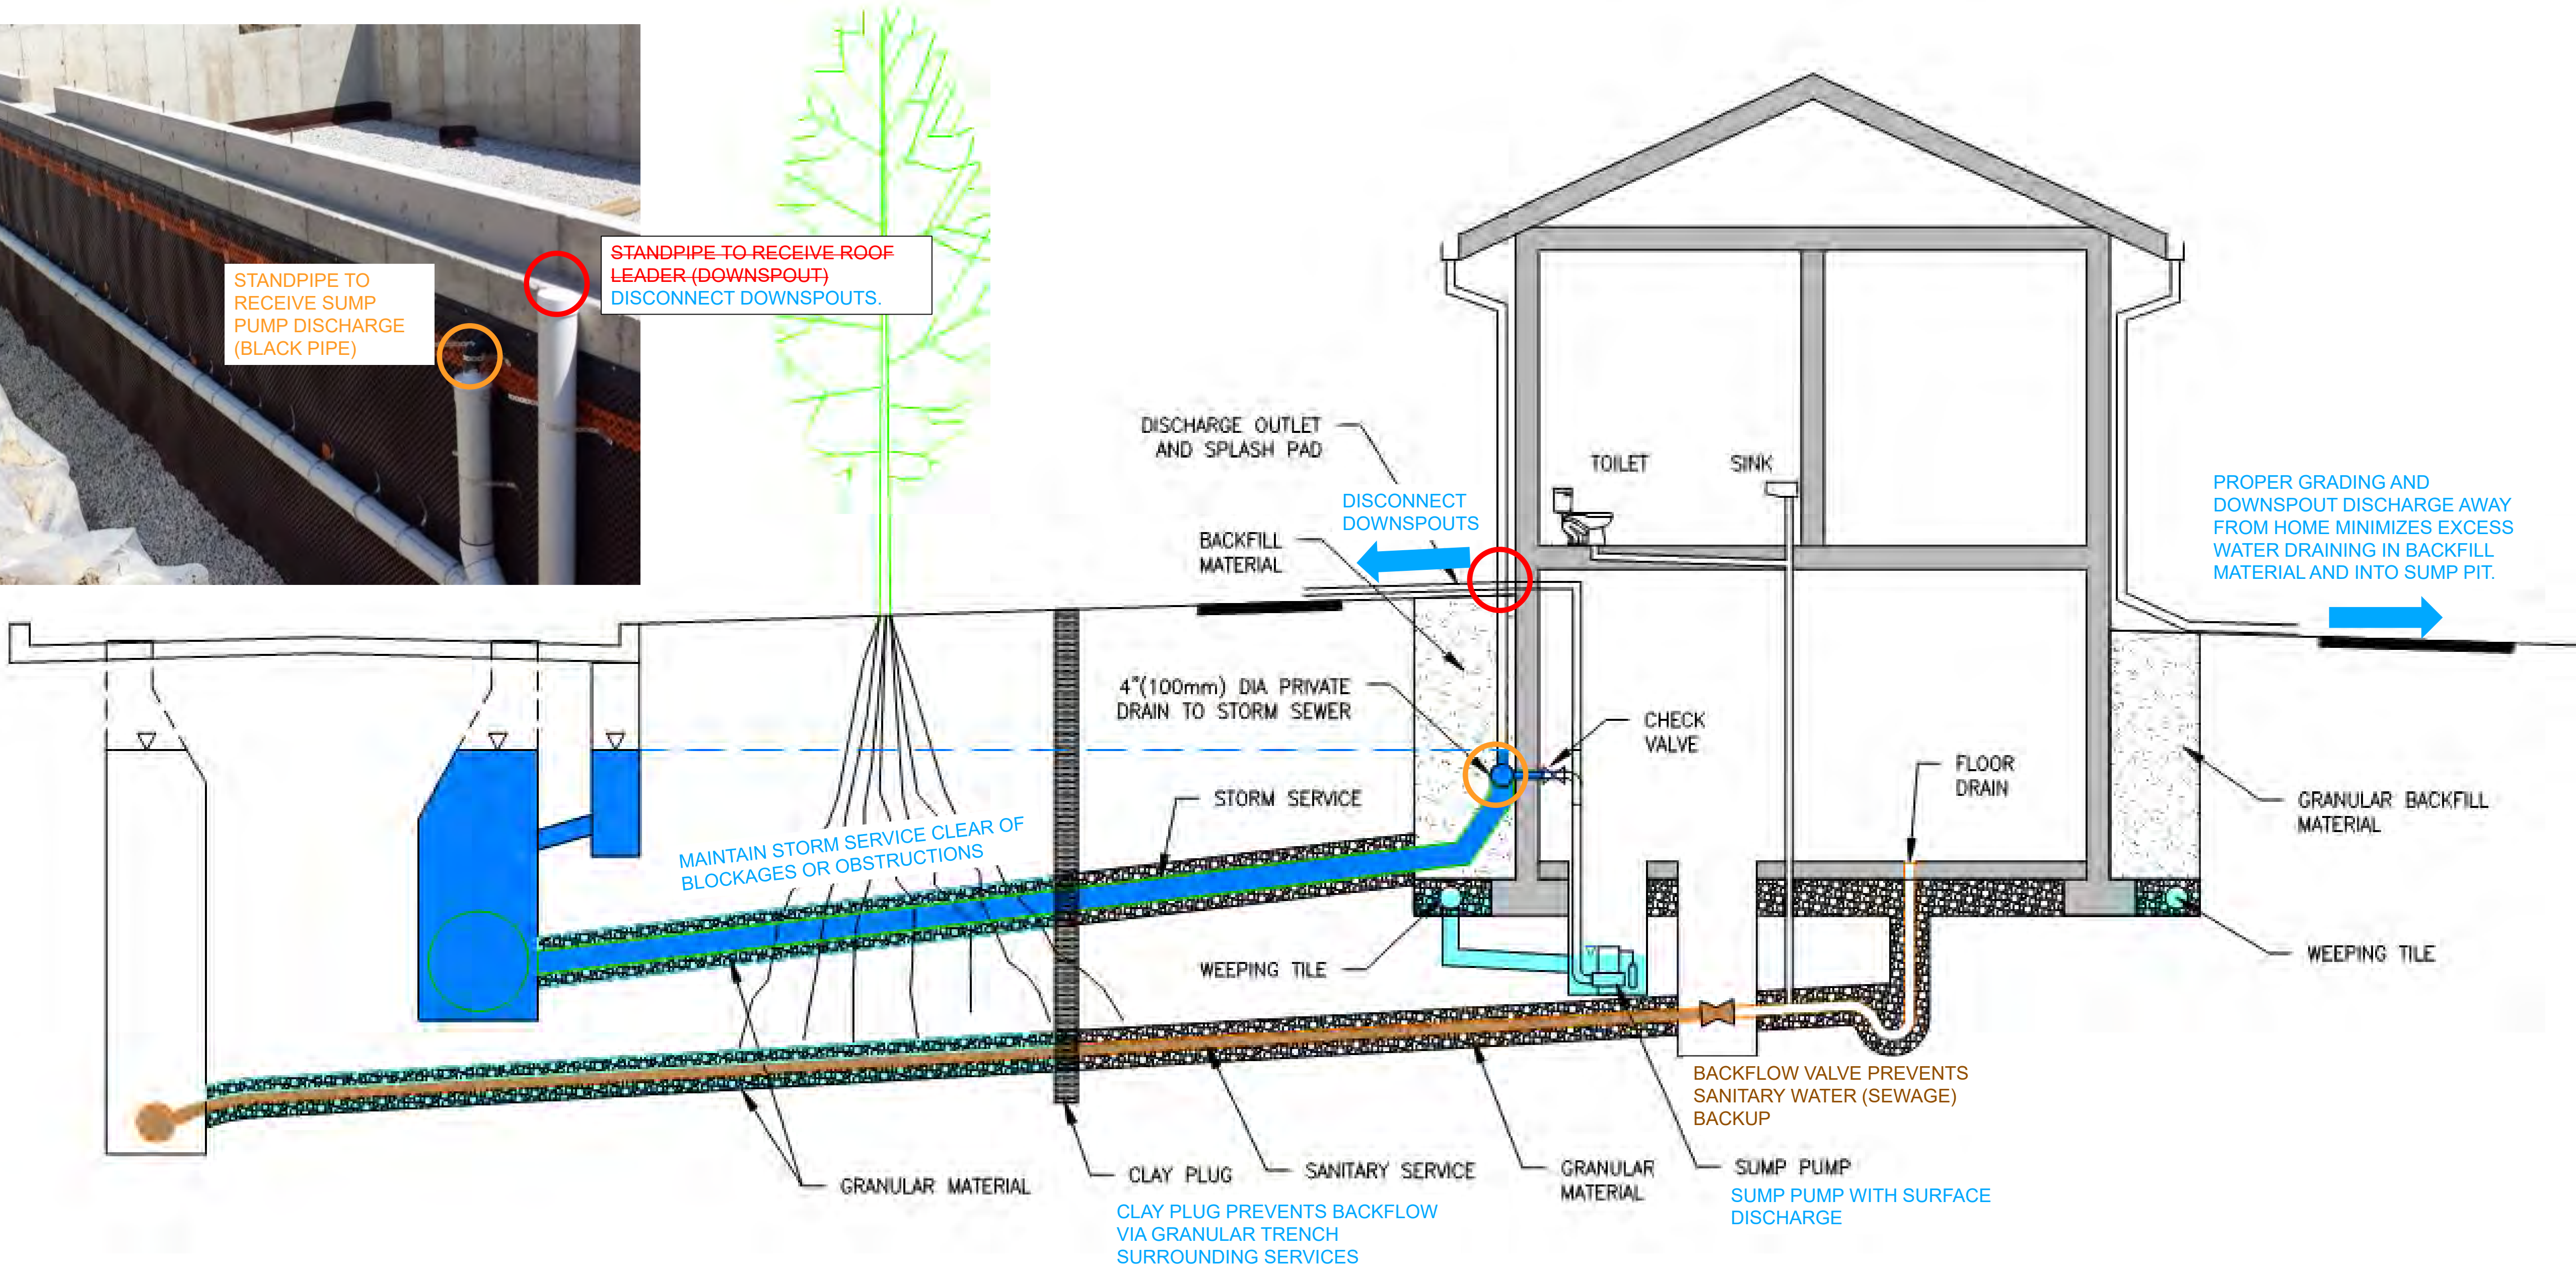 STANDPIPE TO
RECEIVE SUMP
PUMP DISCHARGE
(BLACK PIPE)
STANDPIPE TO RECEIVE ROOF
LEADER (DOWNSPOUT)
DISCONNECT DOWNSPOUTS.
DISCHARGE OUTLET
AND SPLASH PAD
DISCONNECT
DOWNSPOUTS
BACKFILL
MATERIAL
TOILET
SINK
PROPER GRADING AND
DOWNSPOUT DISCHARGE AWAY
FROM HOME MINIMIZES EXCESS
WATER DRAINING IN BACKFILL
MATERIAL AND INTO SUMP PIT.
4"(100mm) DIA PRIVATE
DRAIN TO STORM SEWER
CHECK
VALVE
FLOOR
DRAIN
STORM SERVICE
GRANULAR BACKFILL
MATERIAL
MAINTAIN STORM SERVICE CLEAR OF
BLOCKAGES OR OBSTRUCTIONS
WEEPING TILE
WEEPING TILE
BACKFLOW VALVE PREVENTS
SANITARY WATER (SEWAGE)
BACKUP
GRANULAR MATERIAL
CLAY PLUG
CLAY PLUG PREVENTS BACKFLOW
VIA GRANULAR TRENCH
SURROUNDING SERVICES
SANITARY SERVICE
GRANULAR
MATERIAL
SUMP PUMP
SUMP PUMP WITH SURFACE
DISCHARGE